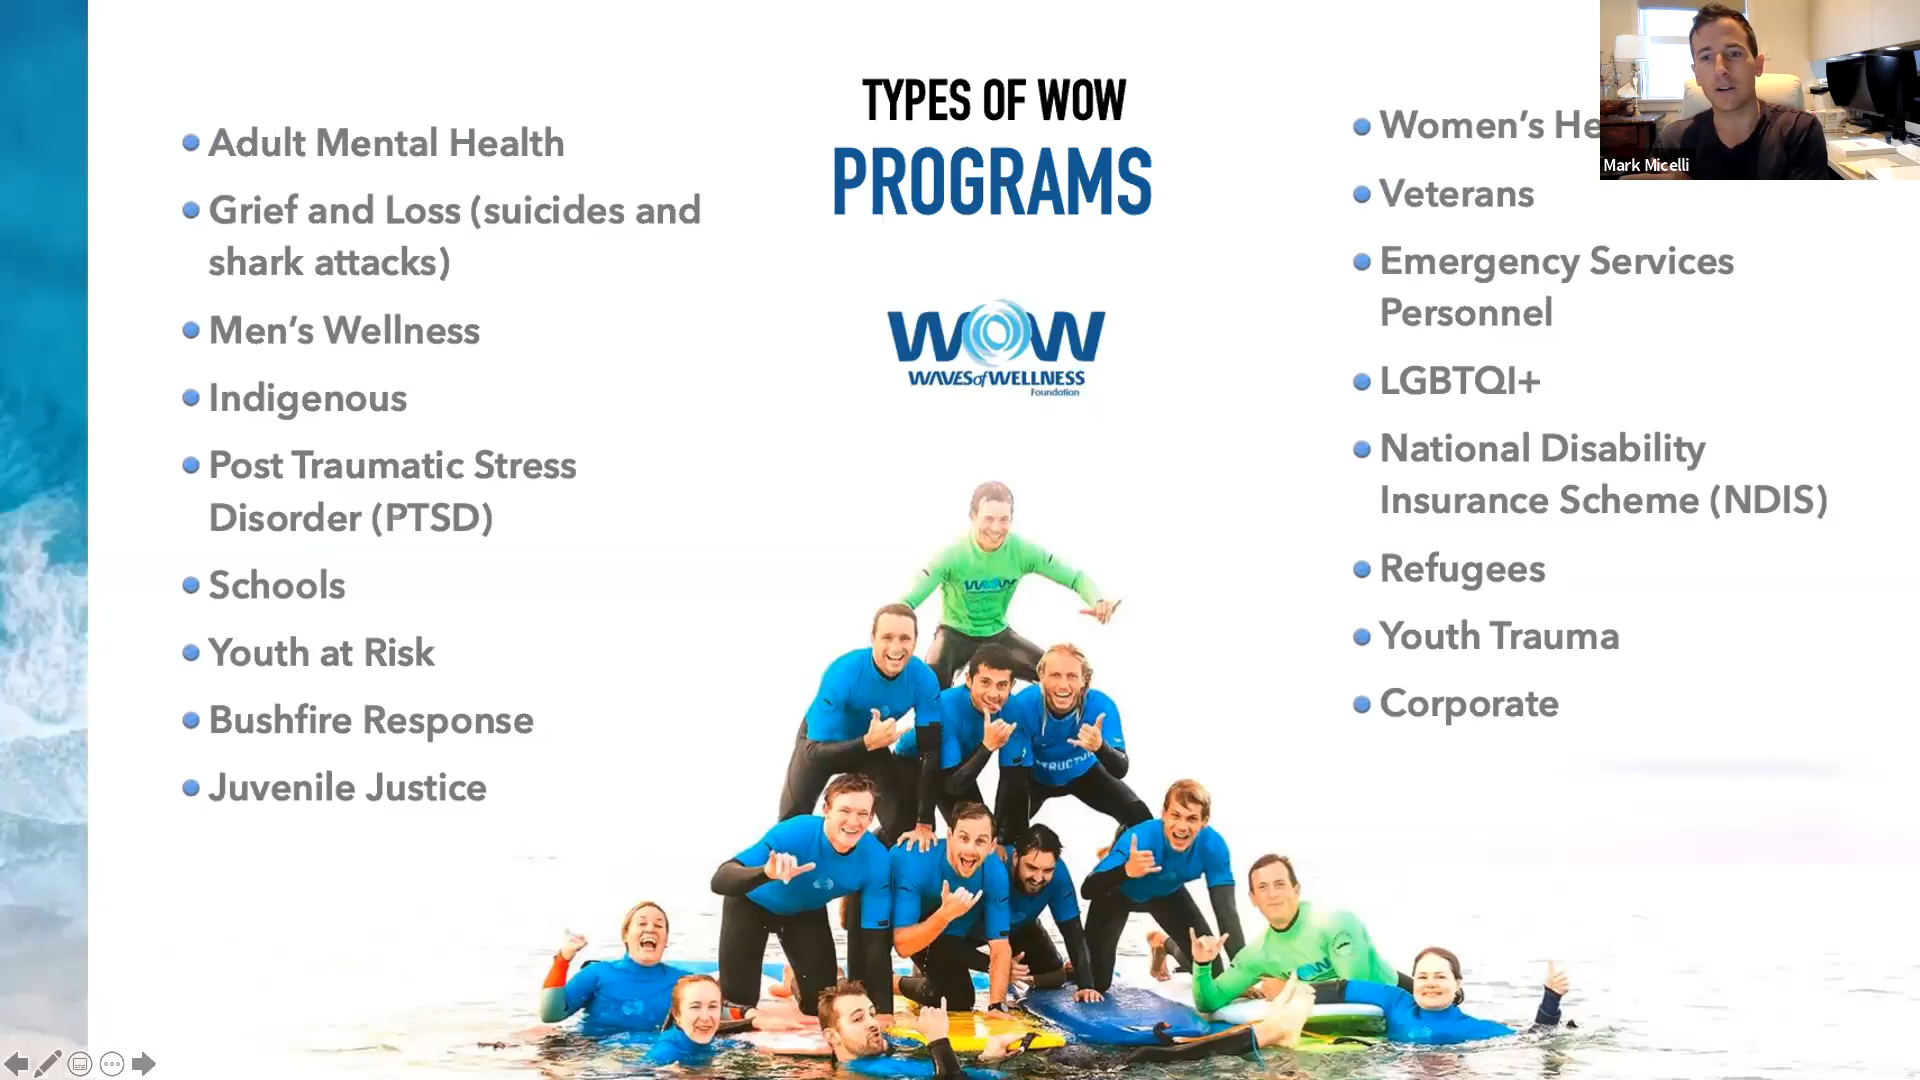 TYPES OF WOW
PROGRAMS
WOW
WAVES of WELLNESS
Foundation
• Adult Mental Health
• Grief and Loss (suicides and
shark attacks)
• Men’s Wellness
• Indigenous
• Post Traumatic Stress
Disorder (PTSD)
• Schools
• Youth at Risk
• Bushfire Response
• Juvenile Justice
• Women’s
• Veterans
• Emergency Services
Personnel
• LGBTQI+
• National Disability
Insurance Scheme (NDIS)
• Refugees
• Youth Trauma
• Corporate
Mark Micelli
WOW